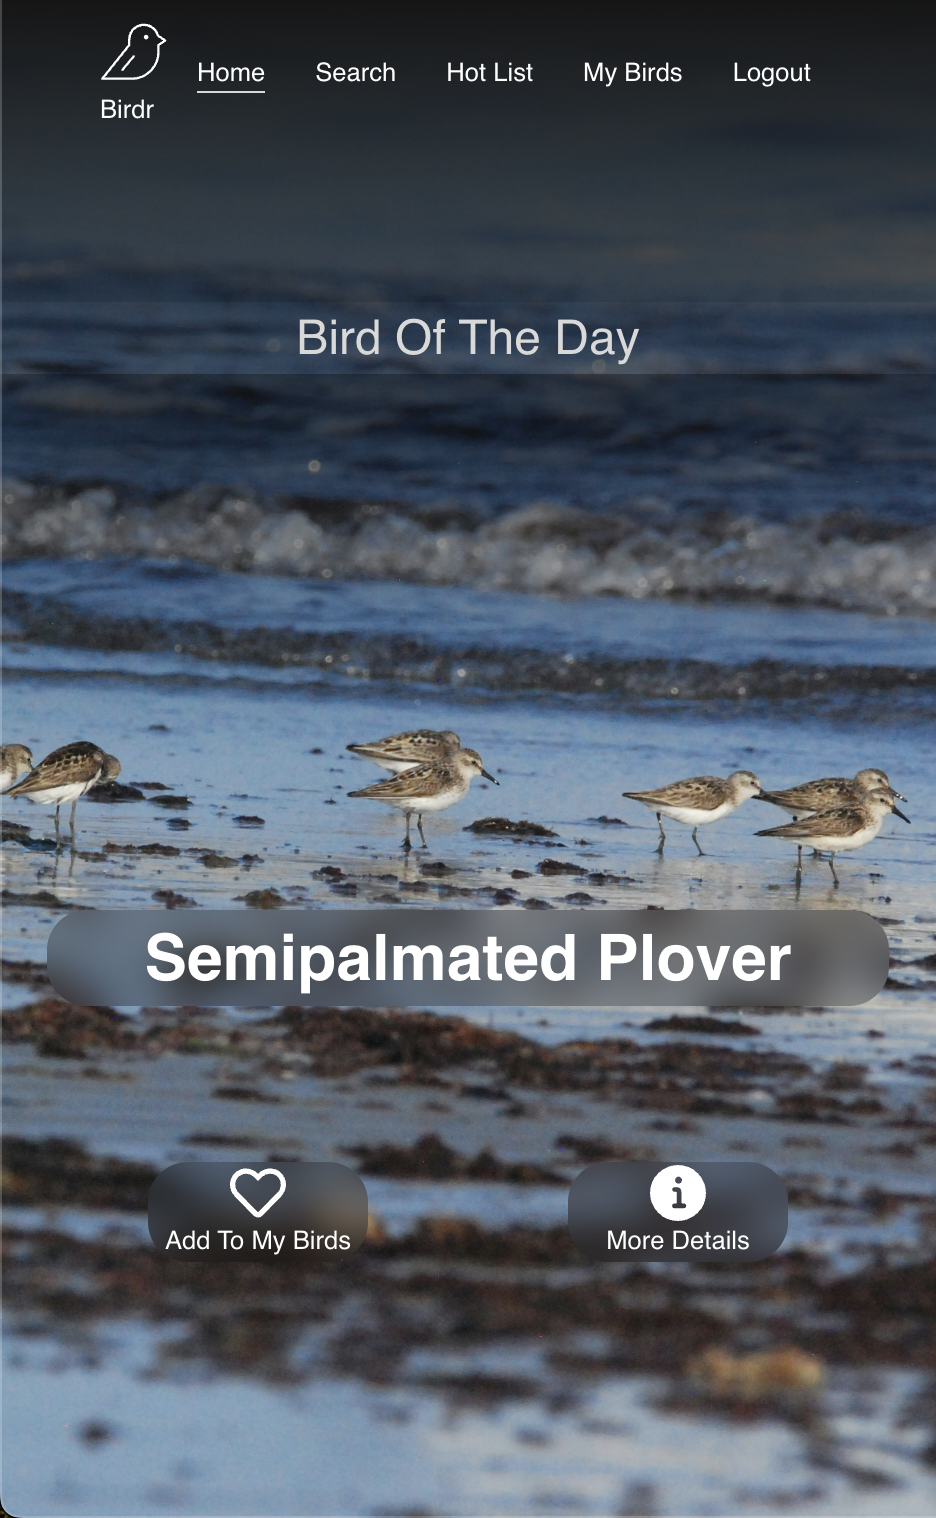 Birdr
Home
Search
Hot List
My Birds
Logout
Bird Of The Day
Semipalmated Plover
Add To My Birds
More Details